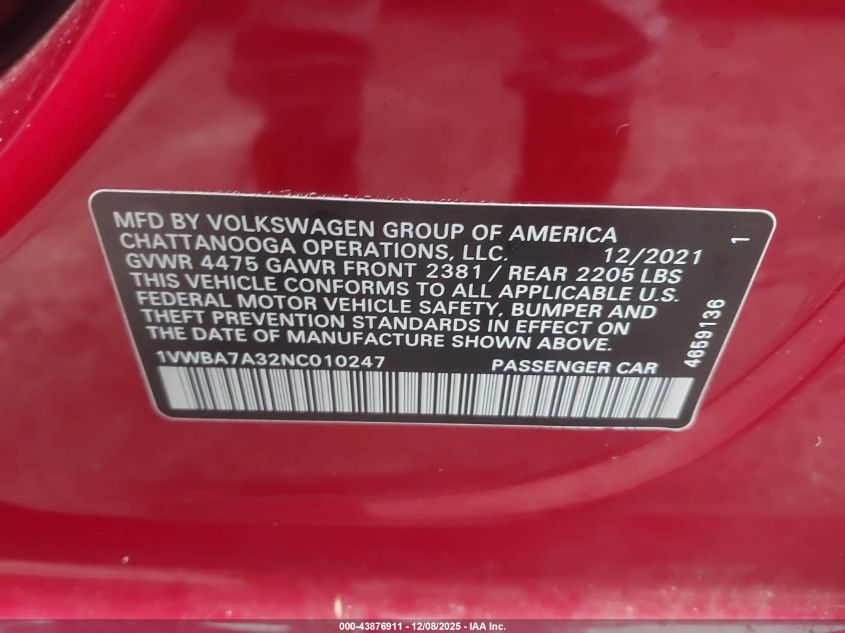 MFD BY VOLKSWAGEN GROUP OF AMERICA
CHATTANOOGA OPERATIONS, LLC. 12/2021 1
GVWR 4475 GAWR FRONT 2381 / REAR 2205 LBS
THIS VEHICLE CONFORMS TO ALL APPLICABLE U.S.
FEDERAL MOTOR VEHICLE SAFETY, BUMPER AND
THEFT PREVENTION STANDARDS IN EFFECT ON
THE DATE OF MANUFACTURE SHOWN ABOVE.
1VWBA7A32NC010247 PASSENGER CAR
4659136
000-43876911 - 12/08/2025 - IAA Inc.